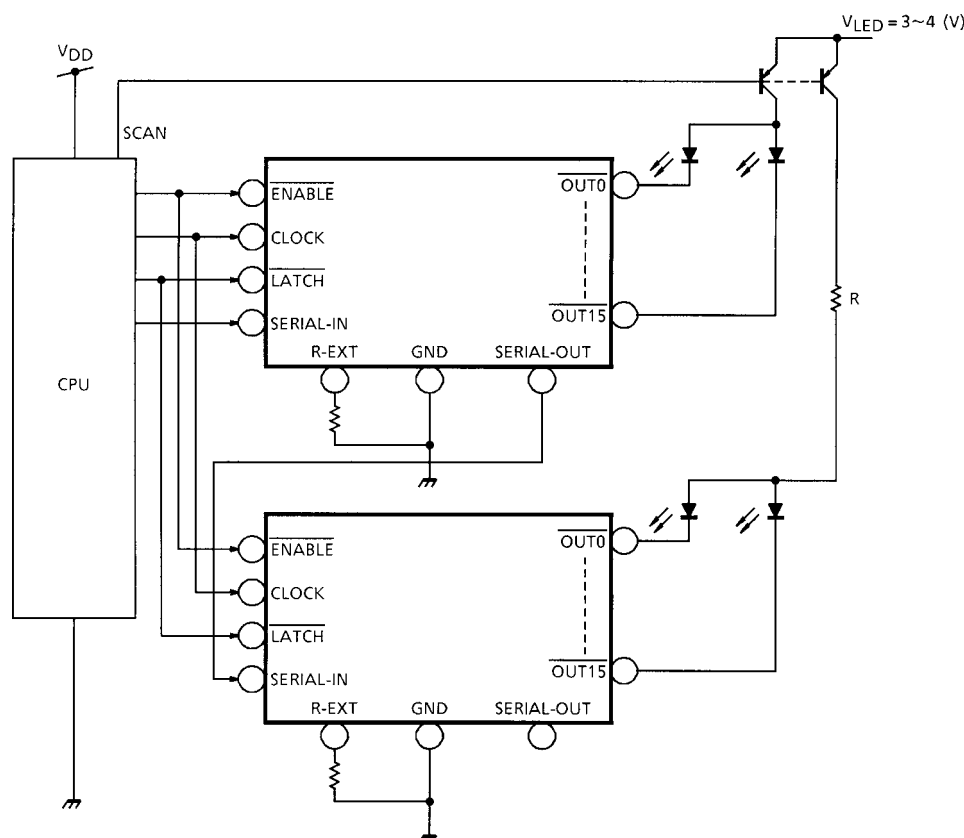 V_LED = 3~4 (V)
V_DD
SCAN
CPU
ENABLE
CLOCK
LATCH
SERIAL-IN
R-EXT
GND
SERIAL-OUT
OUT0
OUT15
R
ENABLE
CLOCK
LATCH
SERIAL-IN
R-EXT
GND
SERIAL-OUT
OUT0
OUT15